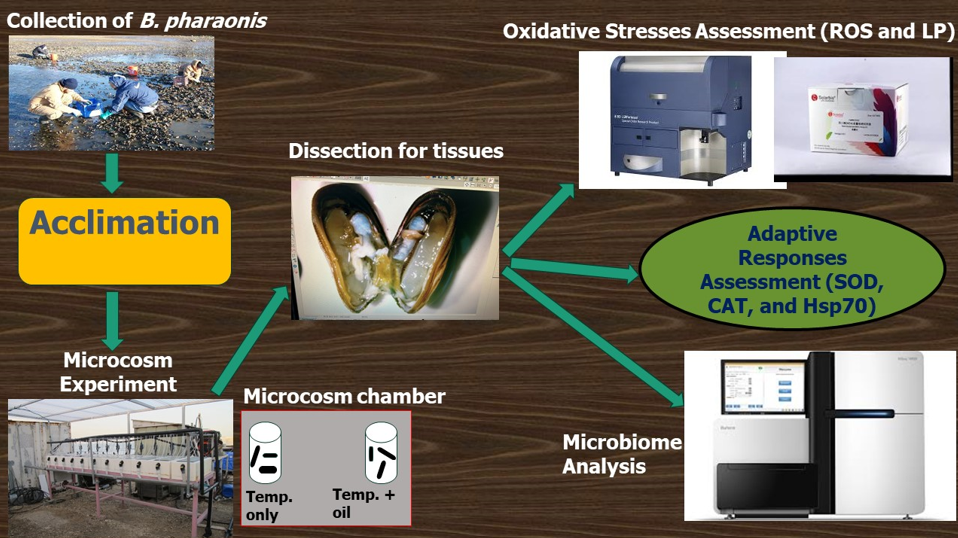 Collection of B. pharaonis
Oxidative Stresses Assessment (ROS and LP)
Dissection for tissues
Acclimation
Adaptive
Responses
Assessment (SOD,
CAT, and Hsp70)
Microcosm
Experiment
Microcosm chamber
Temp.
only
Temp. +
oil
Microbiome
Analysis